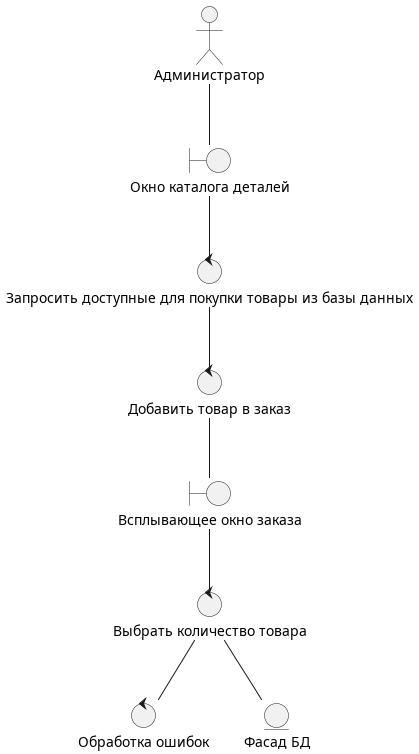 Администратор
Окно каталога деталей
Запросить доступные для покупки товары из базы данных
Добавить товар в заказ
Всплывающее окно заказа
Выбрать количество товара
Обработка ошибок
Фасад БД